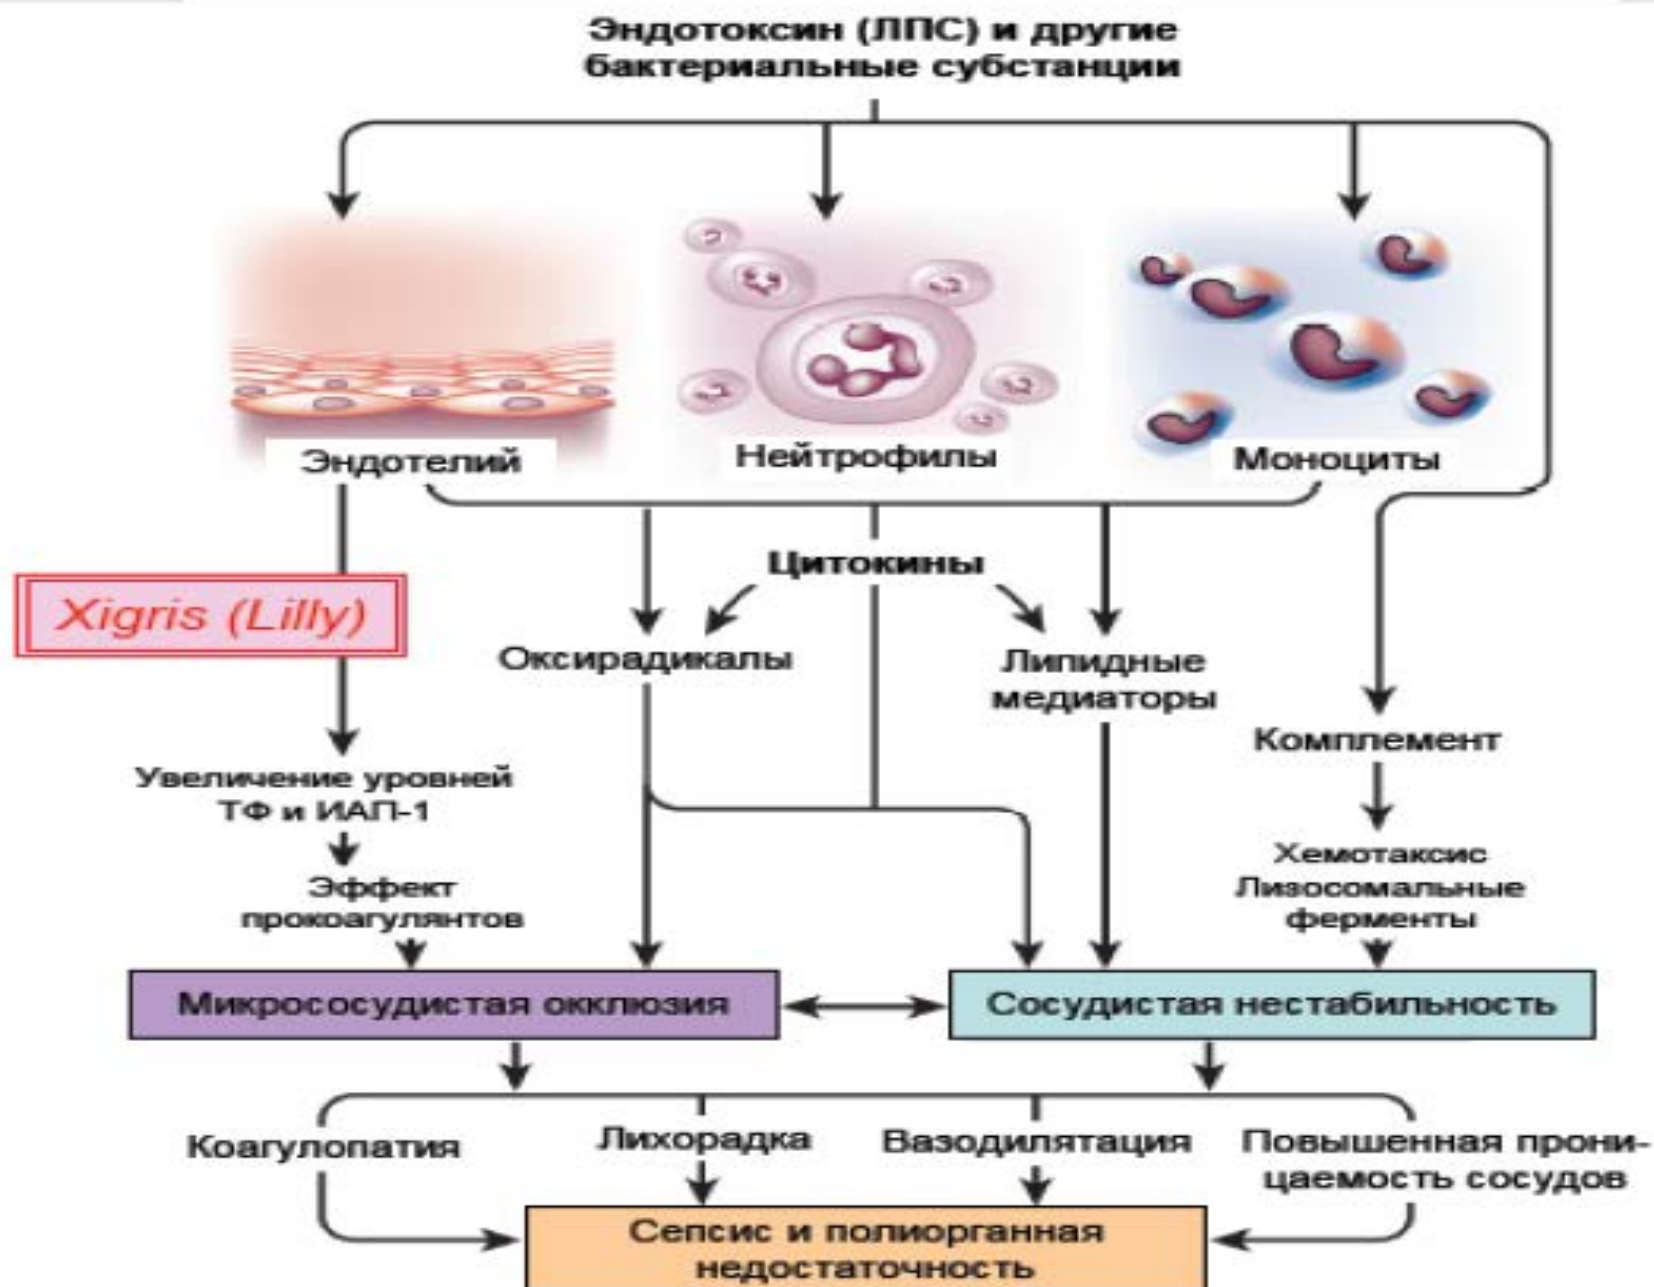 Эндотоксин (ЛПС) и другие
бактериальные субстанции
Эндотелий
Нейтрофилы
Моноциты
Цитокины
Xigris (Lilly)
Оксирадикалы
Липидные
медиаторы
Комплемент
Увеличение уровней
ТФ и ИАП-1
Эффект
прокоагулянтов
Хемотаксис
Лизосомальные
ферменты
Микрососудистая окклюзия
Сосудистая нестабильность
Коагулопатия
Лихорадка
Вазодилятация
Повышенная прони-
цаемость сосудов
Сепсис и полиорганная
недостаточность